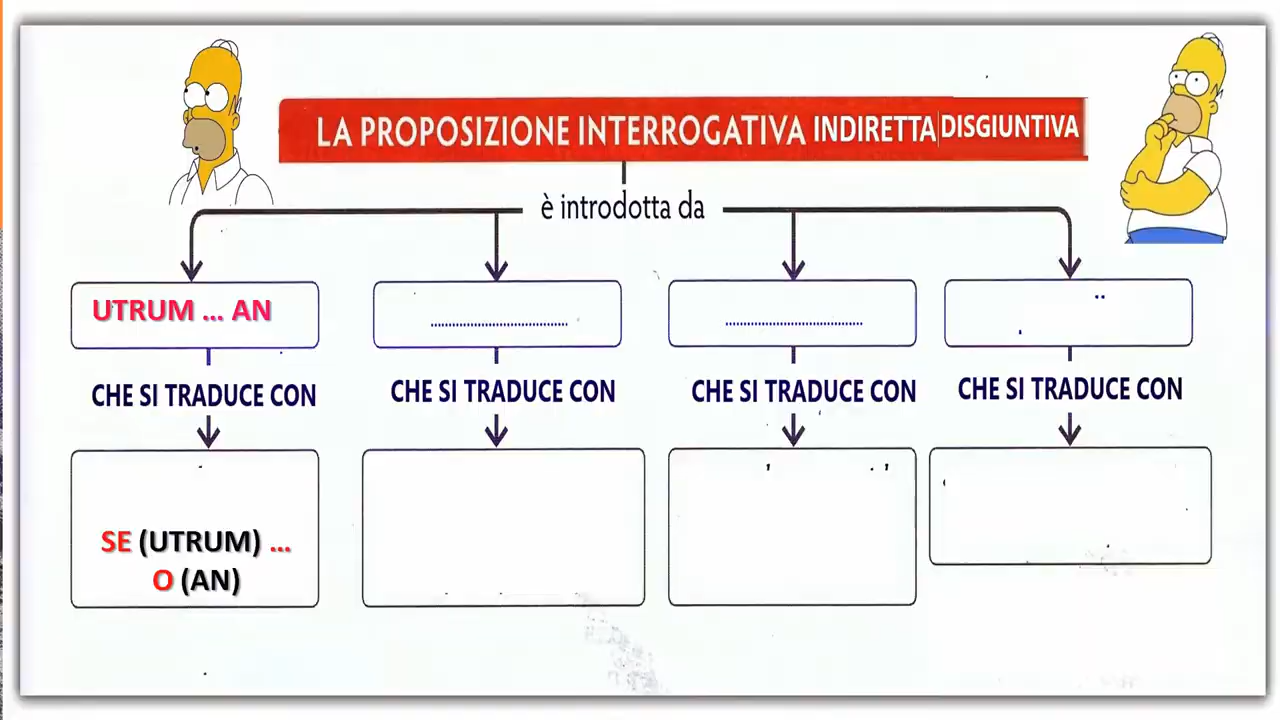 LA PROPOSIZIONE INTERROGATIVA INDIRETTA DISGIUNTIVA
è introdotta da
UTRUM ... AN
..............................................
..............................................
CHE SI TRADUCE CON
CHE SI TRADUCE CON
CHE SI TRADUCE CON
CHE SI TRADUCE CON
SE (UTRUM) ...
O (AN)